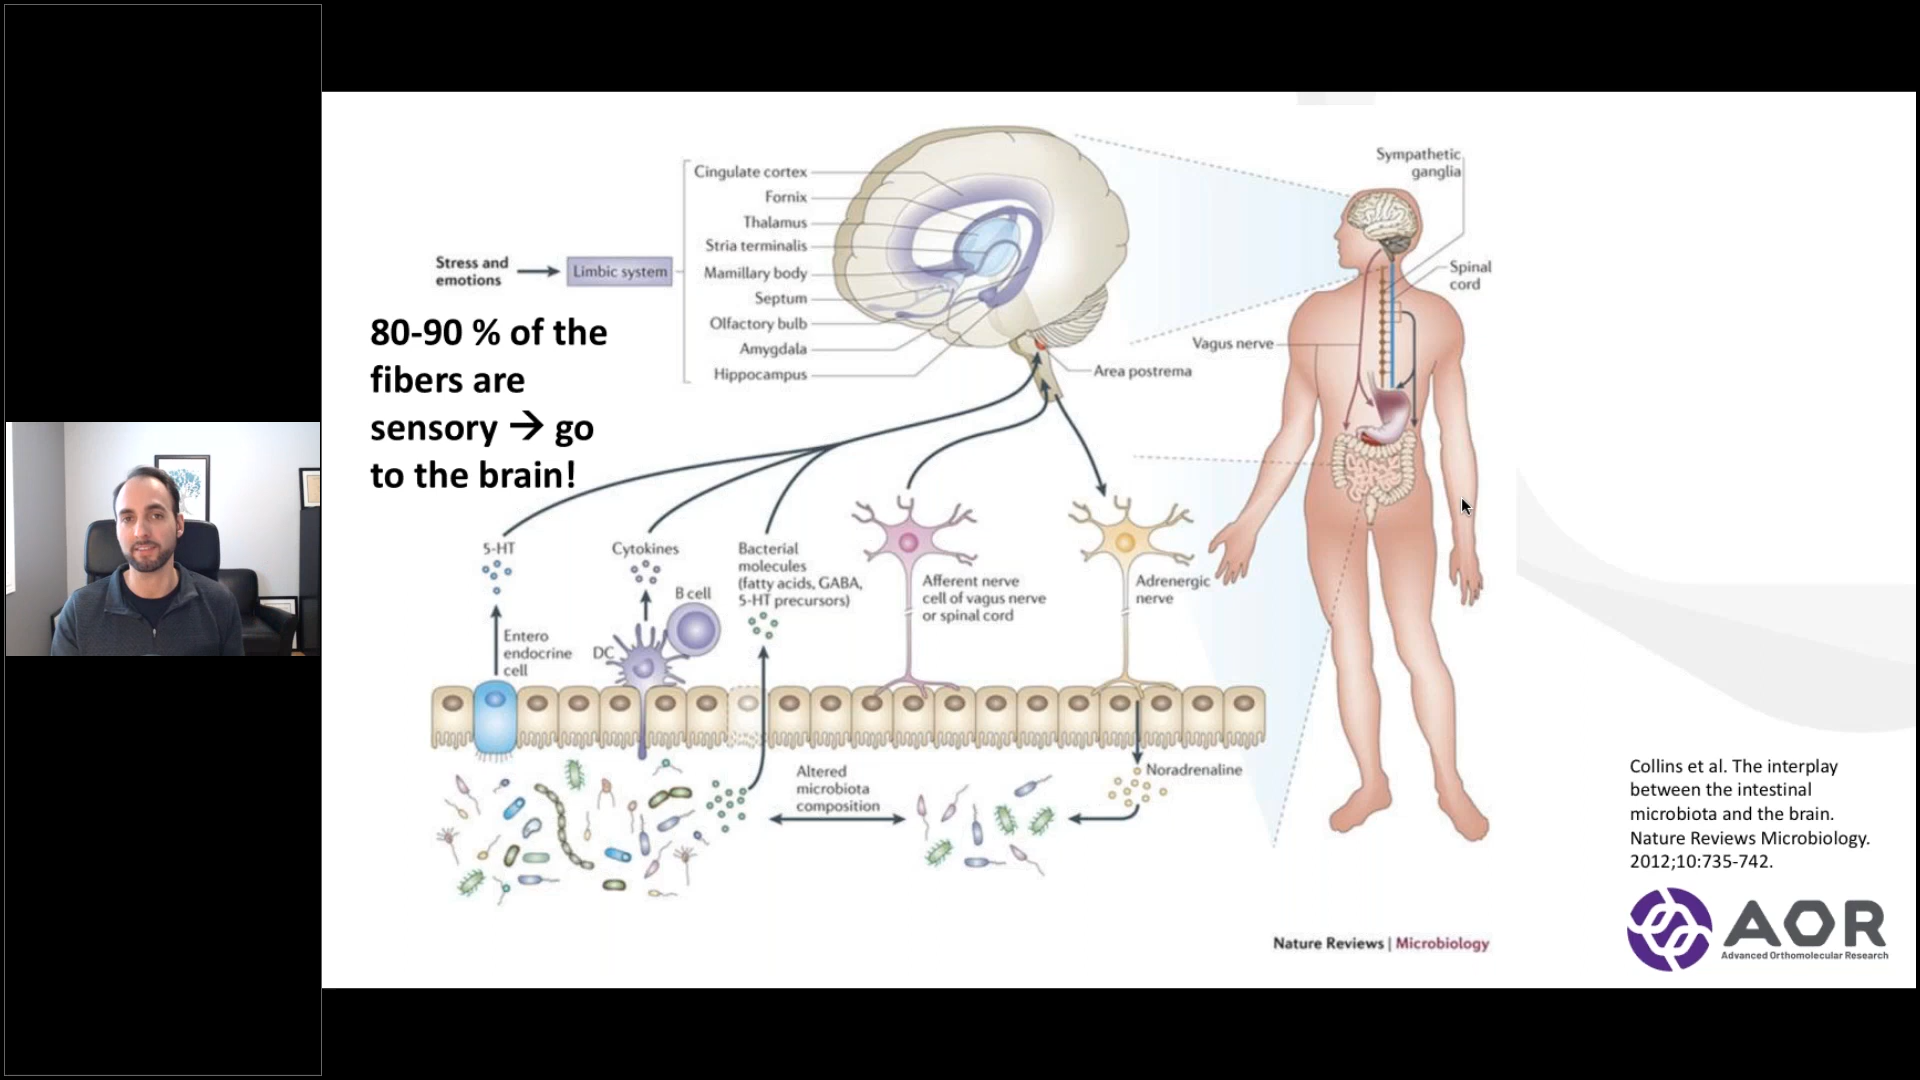 Cingulate cortex
Fornix
Thalamus
Stria terminalis
Mamillary body
Septum
Olfactory bulb
Amygdala
Hippocampus
Stress and
emotions
Limbic system
80-90 % of the
fibers are
sensory → go
to the brain!
Area postrema
Sympathetic
ganglia
Spinal
cord
Vagus nerve
5-HT
Cytokines
Bacterial
molecules
(fatty acids, GABA,
5-HT precursors)
B cell
DC
Entero
endocrine
cell
Afferent nerve
cell of vagus nerve
or spinal cord
Adrenergic
nerve
Altered
microbiota
composition
Noradrenaline
Nature Reviews | Microbiology
Collins et al. The interplay
between the intestinal
microbiota and the brain.
Nature Reviews Microbiology.
2012;10:735-742.
AOR
Advanced Orthomolecular Research